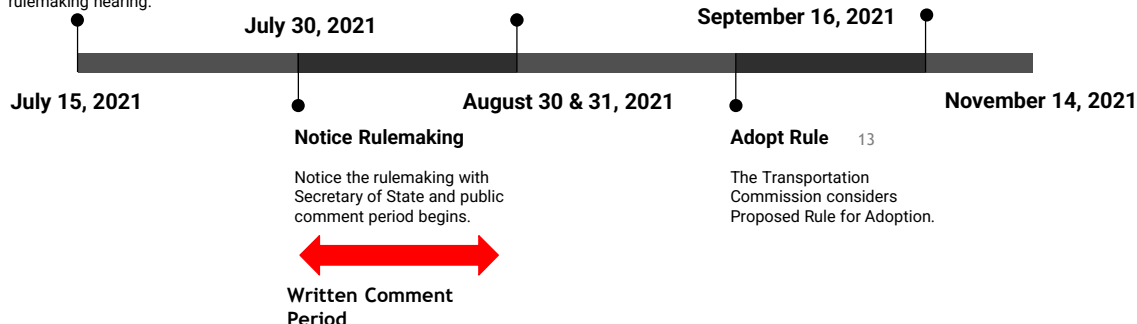 rulemaking hearing.
July 30, 2021
September 16, 2021
July 15, 2021
August 30 & 31, 2021
November 14, 2021
Notice Rulemaking
Notice the rulemaking with
Secretary of State and public
comment period begins.
Adopt Rule
13
The Transportation
Commission considers
Proposed Rule for Adoption.
Written Comment
Period